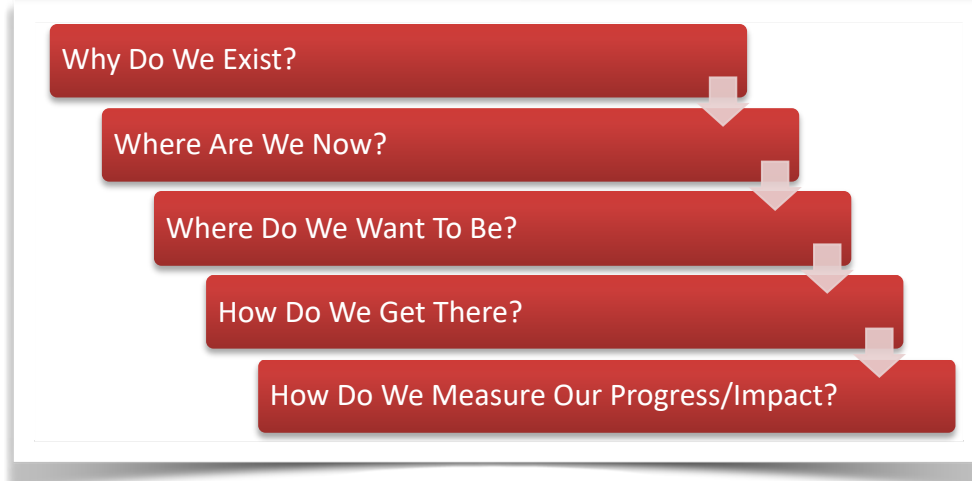 Why Do We Exist?
Where Are We Now?
Where Do We Want To Be?
How Do We Get There?
How Do We Measure Our Progress/Impact?